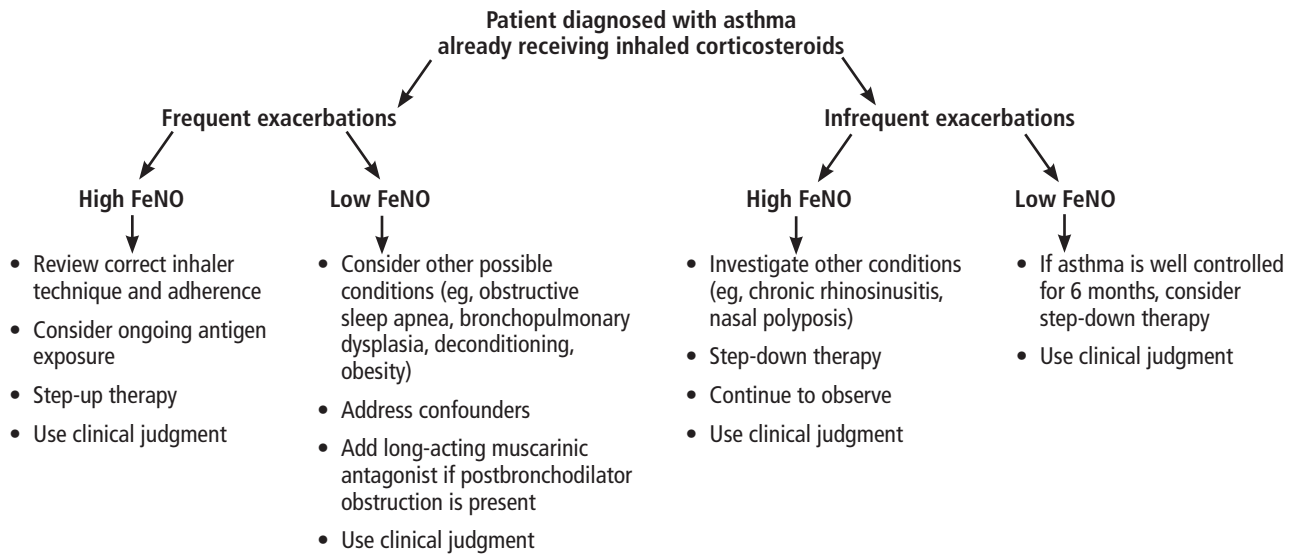 Patient diagnosed with asthma
already receiving inhaled corticosteroids
Frequent exacerbations
Infrequent exacerbations
High FeNO
Low FeNO
High FeNO
Low FeNO
• Review correct inhaler
technique and adherence
• Consider ongoing antigen
exposure
• Step-up therapy
• Use clinical judgment
• Consider other possible
conditions (eg, obstructive
sleep apnea, bronchopulmonary
dysplasia, deconditioning,
obesity)
• Address confounders
• Add long-acting muscarinic
antagonist if postbronchodilator
obstruction is present
• Use clinical judgment
• Investigate other conditions
(eg, chronic rhinosinusitis,
nasal polyposis)
• Step-down therapy
• Continue to observe
• Use clinical judgment
• If asthma is well controlled
for 6 months, consider
step-down therapy
• Use clinical judgment